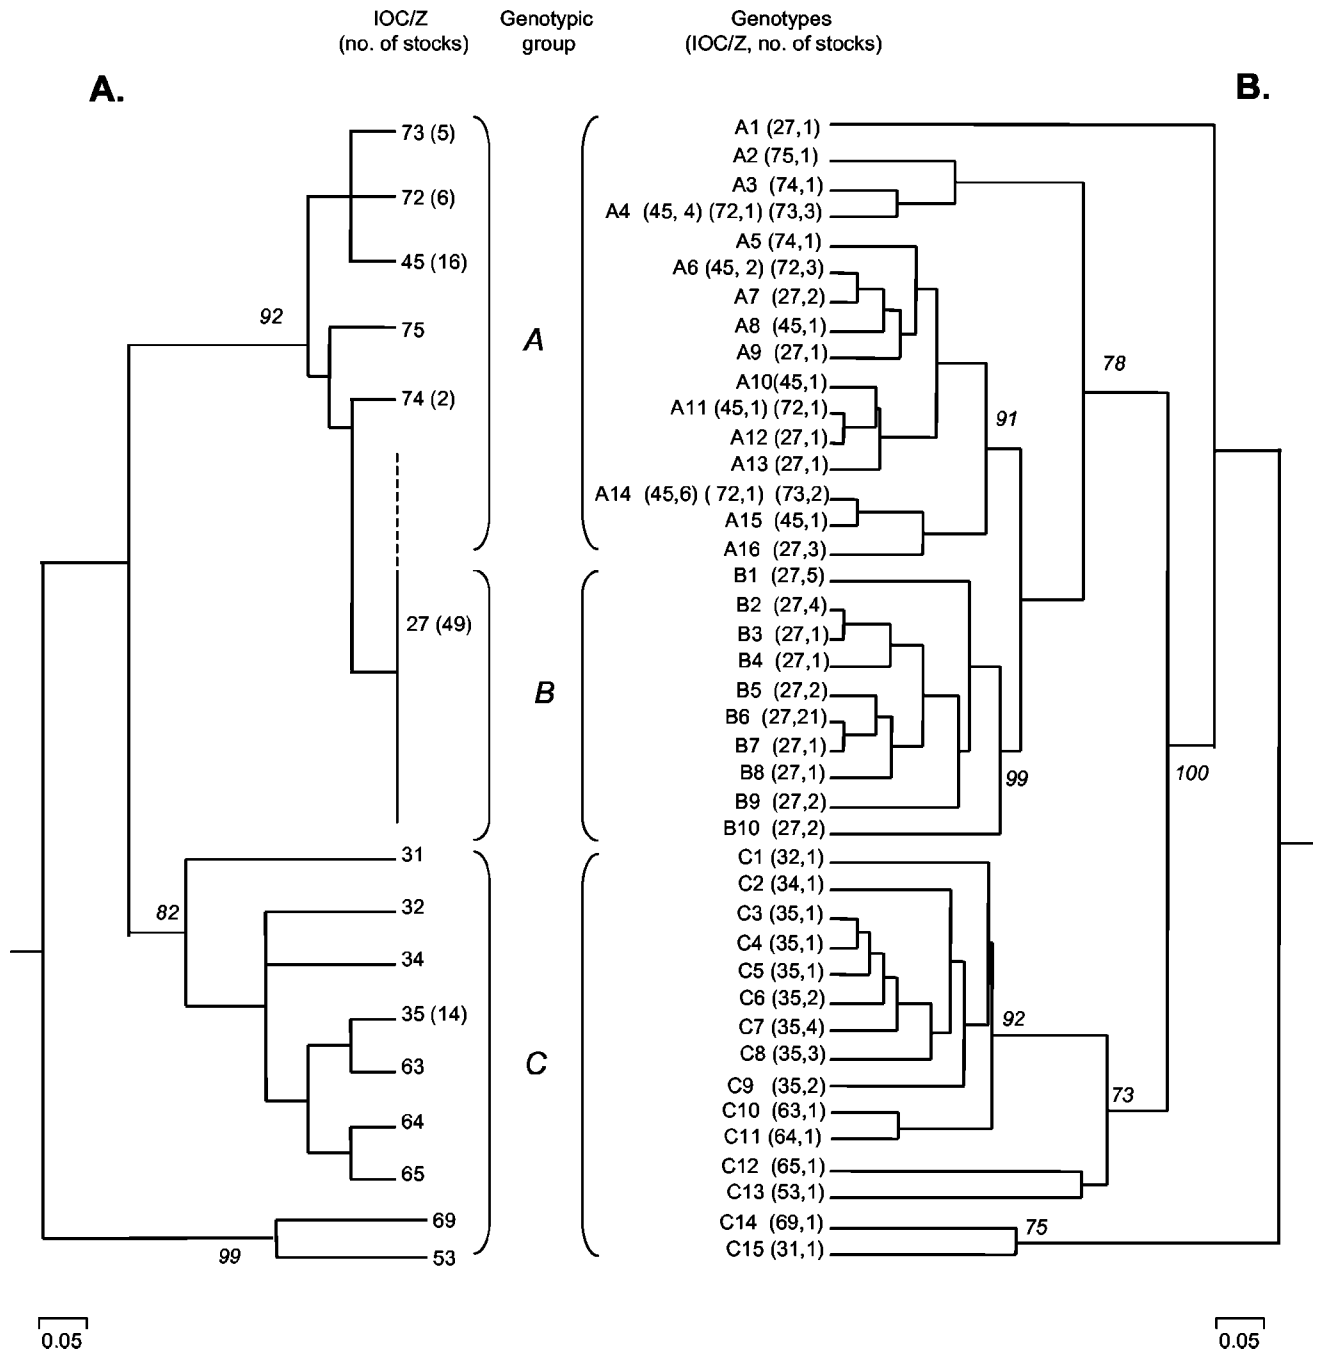 IOC/Z
(no. of stocks)
Genotypic
group
Genotypes
(IOC/Z, no. of stocks)
A.
73 (5)
72 (6)
45 (16)
92
75
74 (2)
27 (49)
31
82
32
34
35 (14)
63
64
65
69
99
53
0.05
A
B
C
B.
A1 (27,1)
A2 (75,1)
A3 (74,1)
A4 (45, 4) (72,1) (73,3)
A5 (74,1)
A6 (45, 2) (72,3)
A7 (27,2)
A8 (45,1)
A9 (27,1)
A10(45,1)
A11 (45,1) (72,1)
A12 (27,1)
A13 (27,1)
A14 (45,6) ( 72,1) (73,2)
A15 (45,1)
A16 (27,3)
B1 (27,5)
B2 (27,4)
B3 (27,1)
B4 (27,1)
B5 (27,2)
B6 (27,21)
B7 (27,1)
B8 (27,1)
B9 (27,2)
B10 (27,2)
C1 (32,1)
C2 (34,1)
C3 (35,1)
C4 (35,1)
C5 (35,1)
C6 (35,2)
C7 (35,4)
C8 (35,3)
C9 (35,2)
C10 (63,1)
C11 (64,1)
C12 (65,1)
C13 (53,1)
C14 (69,1)
C15 (31,1)
78
91
99
100
92
73
75
0.05